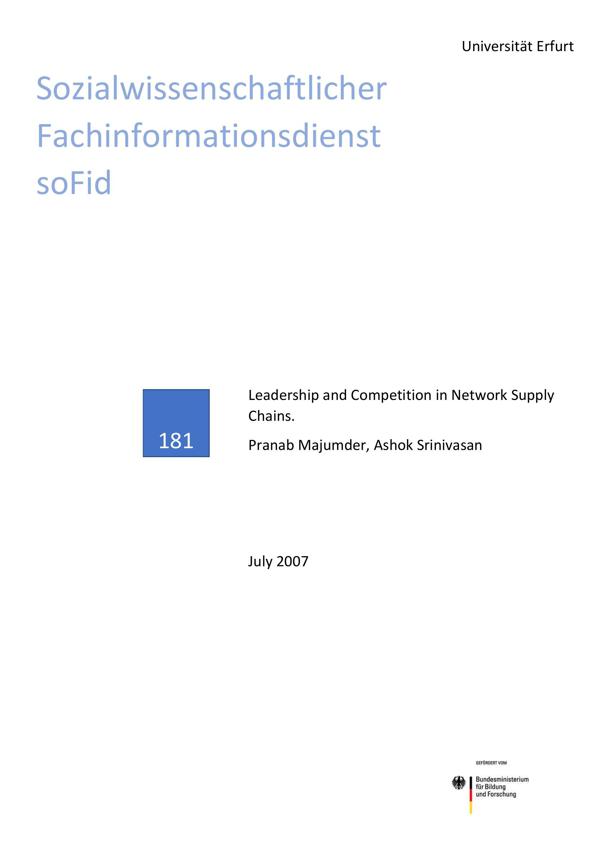 Universität Erfurt
Sozialwissenschaftlicher
Fachinformationsdienst
soFid
181
Leadership and Competition in Network Supply
Chains.
Pranab Majumder, Ashok Srinivasan
July 2007
GEFÖRDERT VOM
Bundesministerium
für Bildung
und Forschung